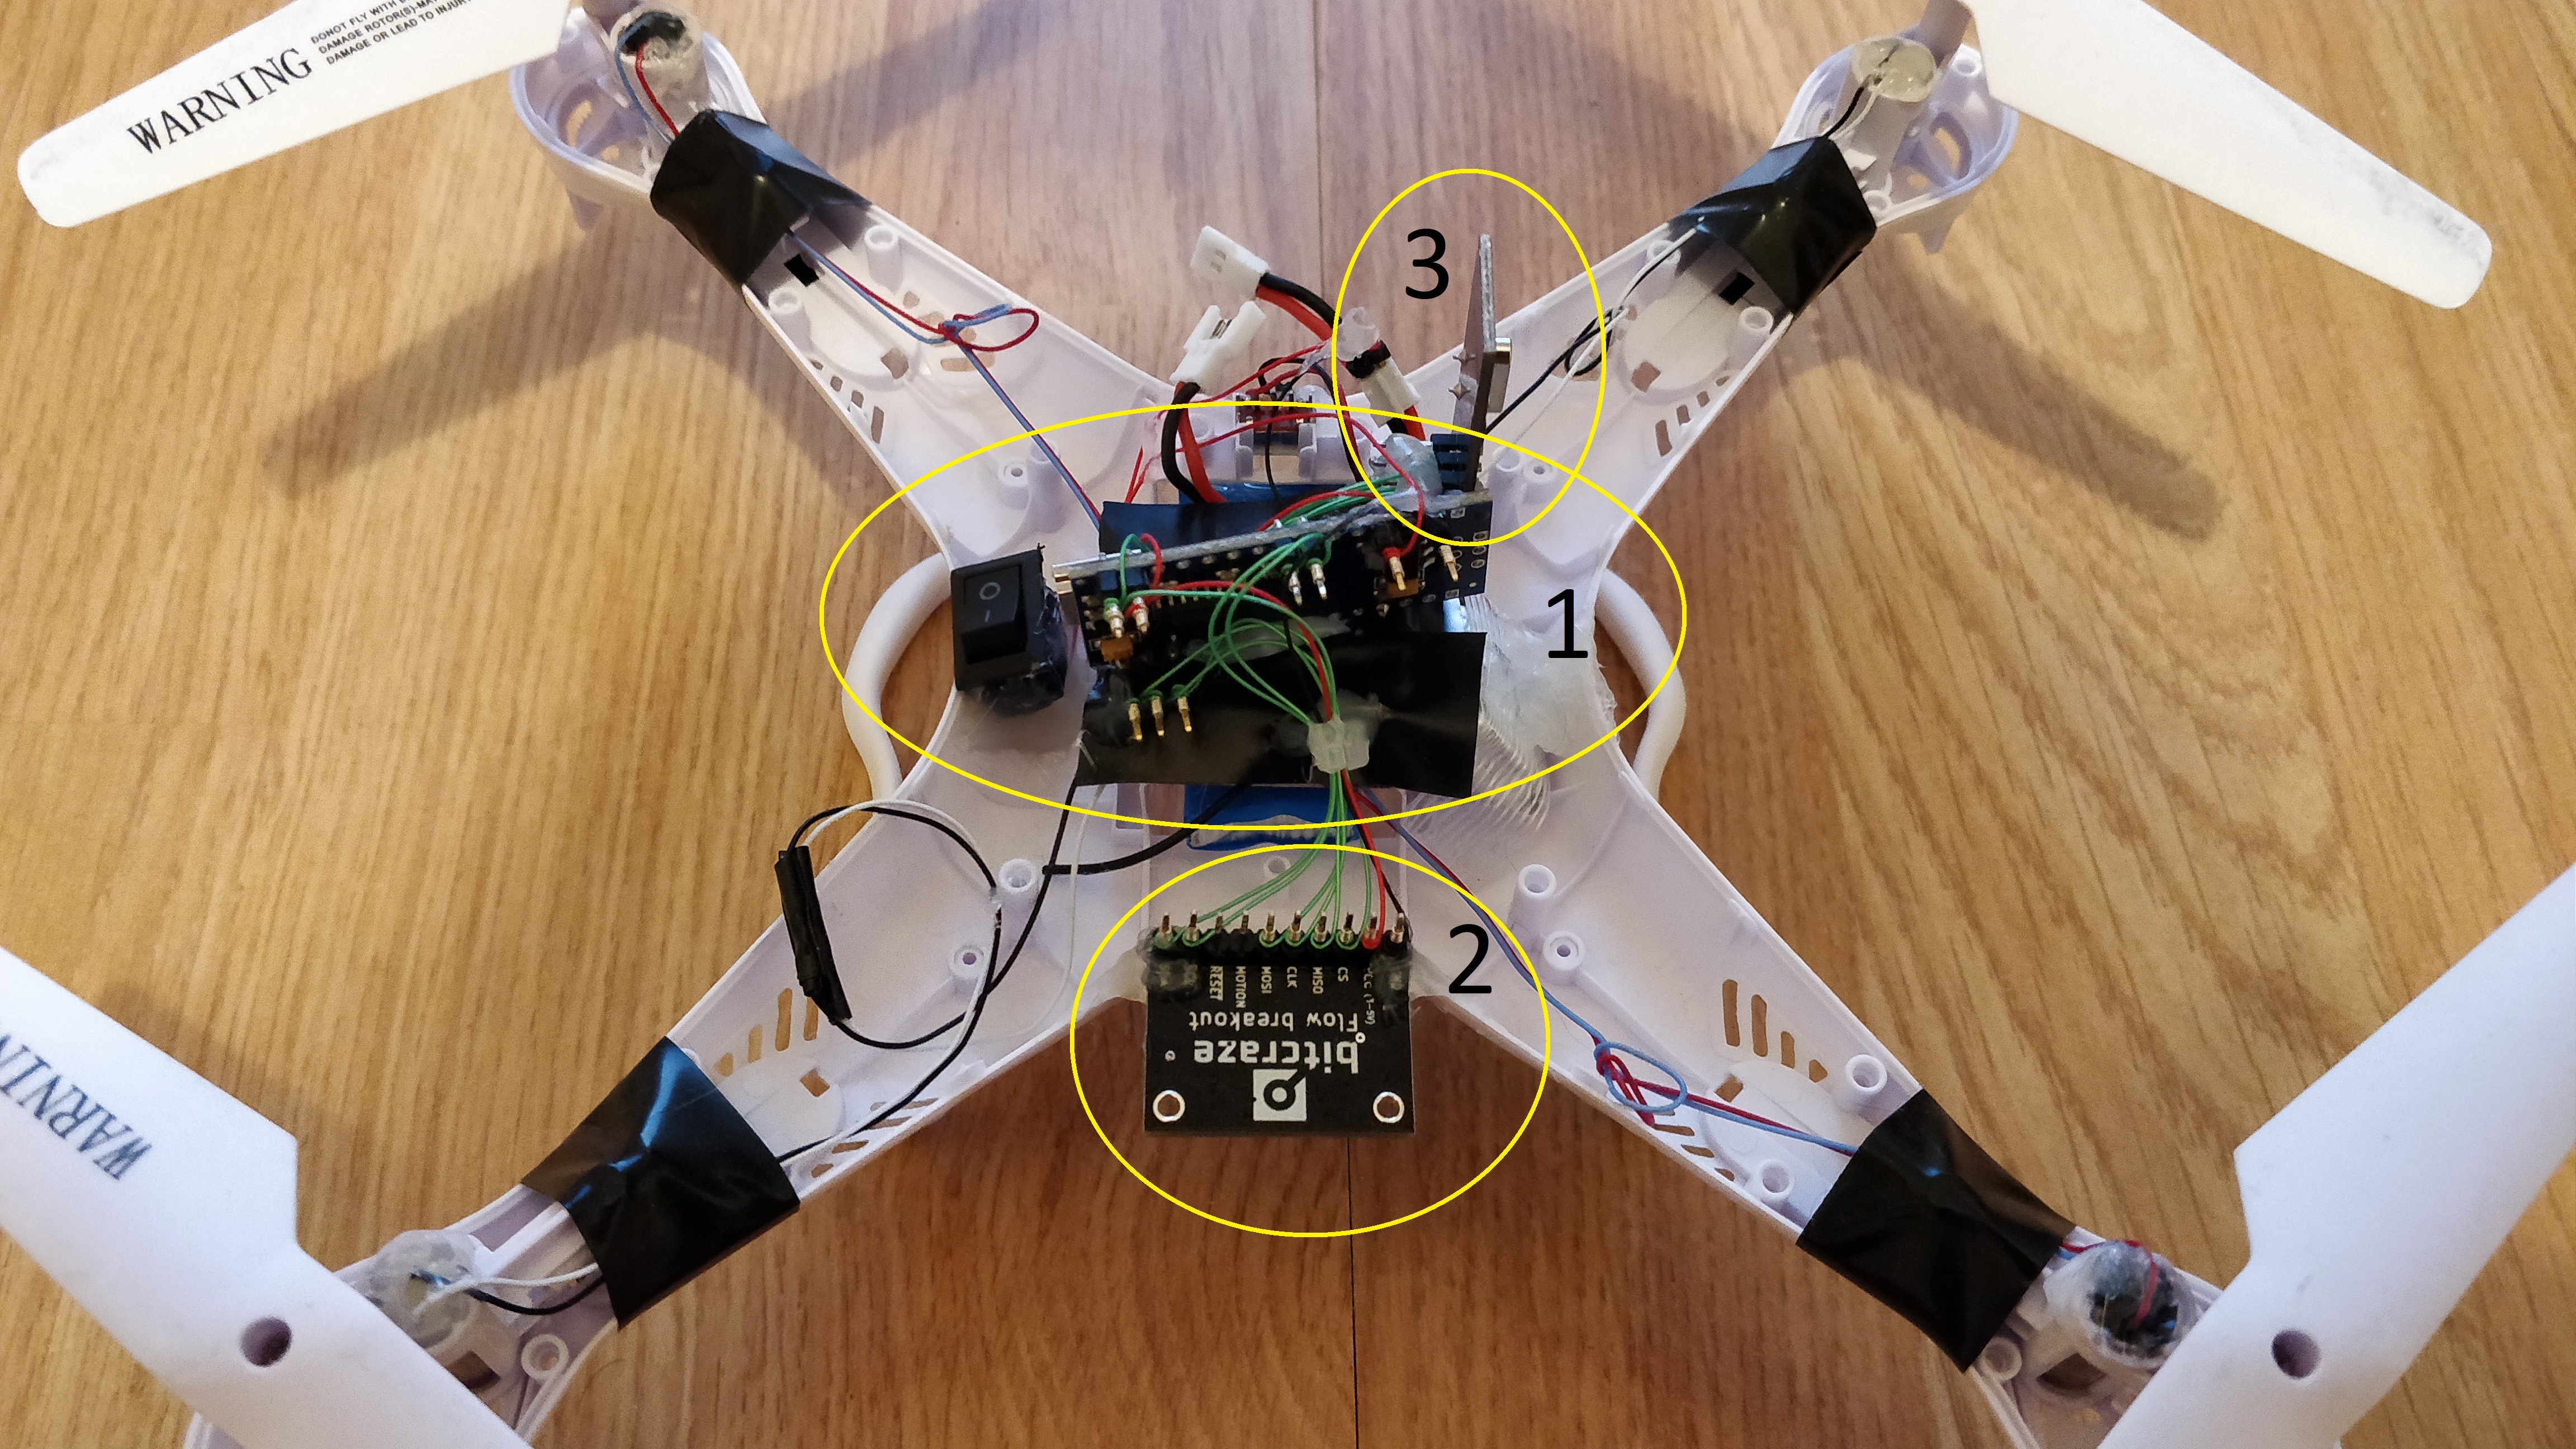 WARNING
DONOT FLY WITH
DAMAGE ROTOR(S)-MA
DAMAGE OR LEAD TO INJUR
3
1
2
RESET
MOTION
MOSI
CLK
MISO
CS
Flow breakout
bitcraze
WARNIN